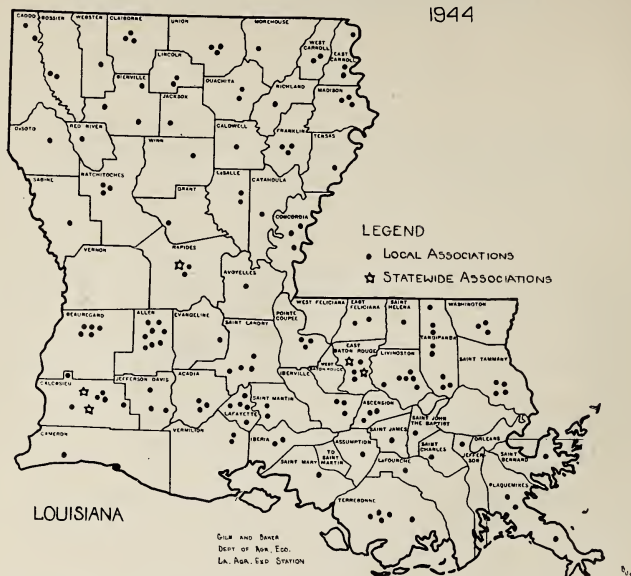 1944
CADDO
BOSSIER
WEBSTER
CLAIBORNE
UNION
MOREHOUSE
WEST
CARROLL
EAST
CARROLL
LINCOLN
BIENVILLE
OUACHITA
RICHLAND
MADISON
JACKSON
DESOTO
RED RIVER
WINN
CALDWELL
FRANKLIN
TENSAS
SABINE
NATCHITOCHES
GRANT
LASALLE
CATAHOULA
CONCORDIA
LEGEND
LOCAL ASSOCIATIONS
STATEWIDE ASSOCIATIONS
VERNON
RAPIDES
AVOYELLES
BEAUREGARD
ALLEN
EVANGELINE
SAINT LANDRY
POINTE
COUPEE
WEST FELICIANA
EAST
FELICIANA
SAINT
HELENA
TANGIPAHOA
WASHINGTON
SAINT TAMMANY
EAST
BATON ROUGE
WEST
BATON ROUGE
LIVINGSTON
CALCASIEU
JEFFERSON DAVIS
ACADIA
LAFAYETTE
SAINT MARTIN
IBERVILLE
ASCENSION
SAINT JOHN
THE BAPTIST
CAMERON
VERMILION
IBERIA
SAINT MARY
TO
SAINT
MARTIN
ASSUMPTION
SAINT JAMES
LAFOURCHE
SAINT
CHARLES
ORLEANS
JEFFER-
SON
SAINT
BERNARD
PLAQUEMINES
TERREBONNE
LOUISIANA
DEPT OF AGR. ECO.
LA. AGR. EXP STATION